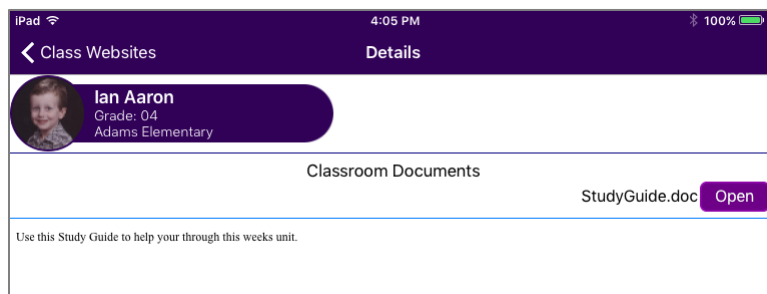 iPad 4:05 PM 100%
Class Websites Details
Ian Aaron
Grade: 04
Adams Elementary
Classroom Documents
StudyGuide.doc Open
Use this Study Guide to help your through this weeks unit.